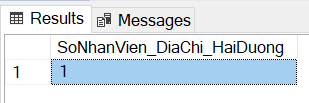 Results Messages
SoNhanVien_DiaChi_HaiDuong
1 1